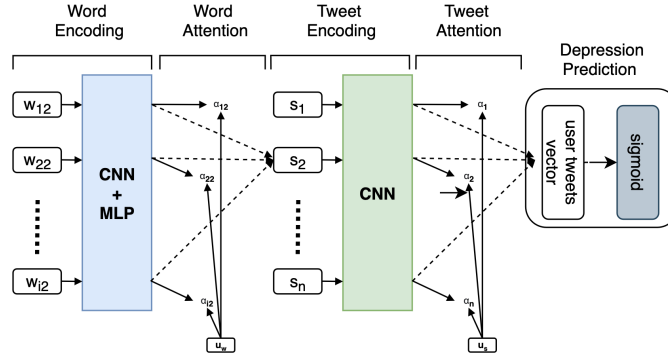 Word Encoding
Word Attention
Tweet Encoding
Tweet Attention
Depression Prediction
w12
α12
s1
α1
w22
α22
s2
α2
CNN + MLP
CNN
user tweets vector
sigmoid
wi2
αi2
sn
αn
uw
us